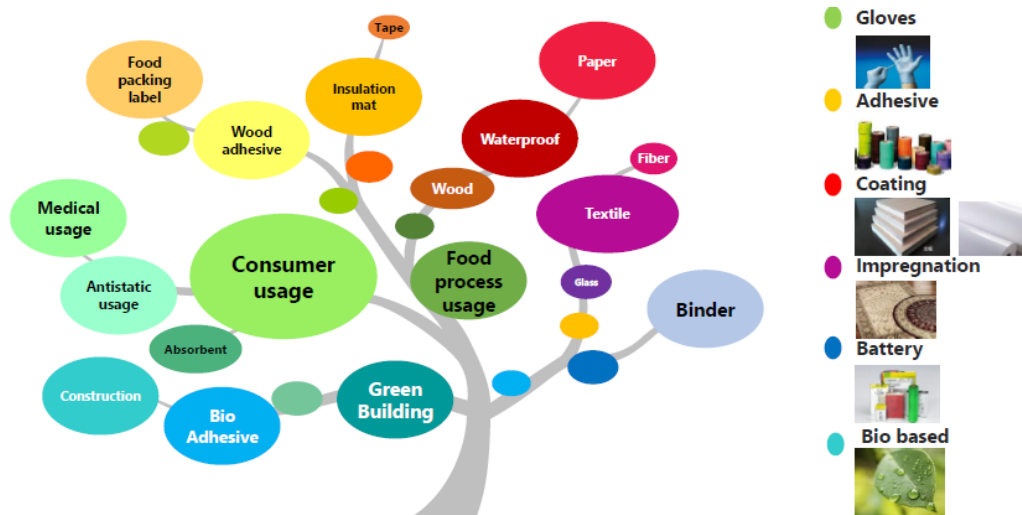 Tape
Food
packing
label
Insulation
mat
Wood
adhesive
Paper
Waterproof
Wood
Fiber
Textile
Medical
usage
Consumer
usage
Antistatic
usage
Absorbent
Food
process
usage
Glass
Binder
Construction
Bio
Adhesive
Green
Building
Gloves
Adhesive
Coating
Impregnation
Battery
Bio based